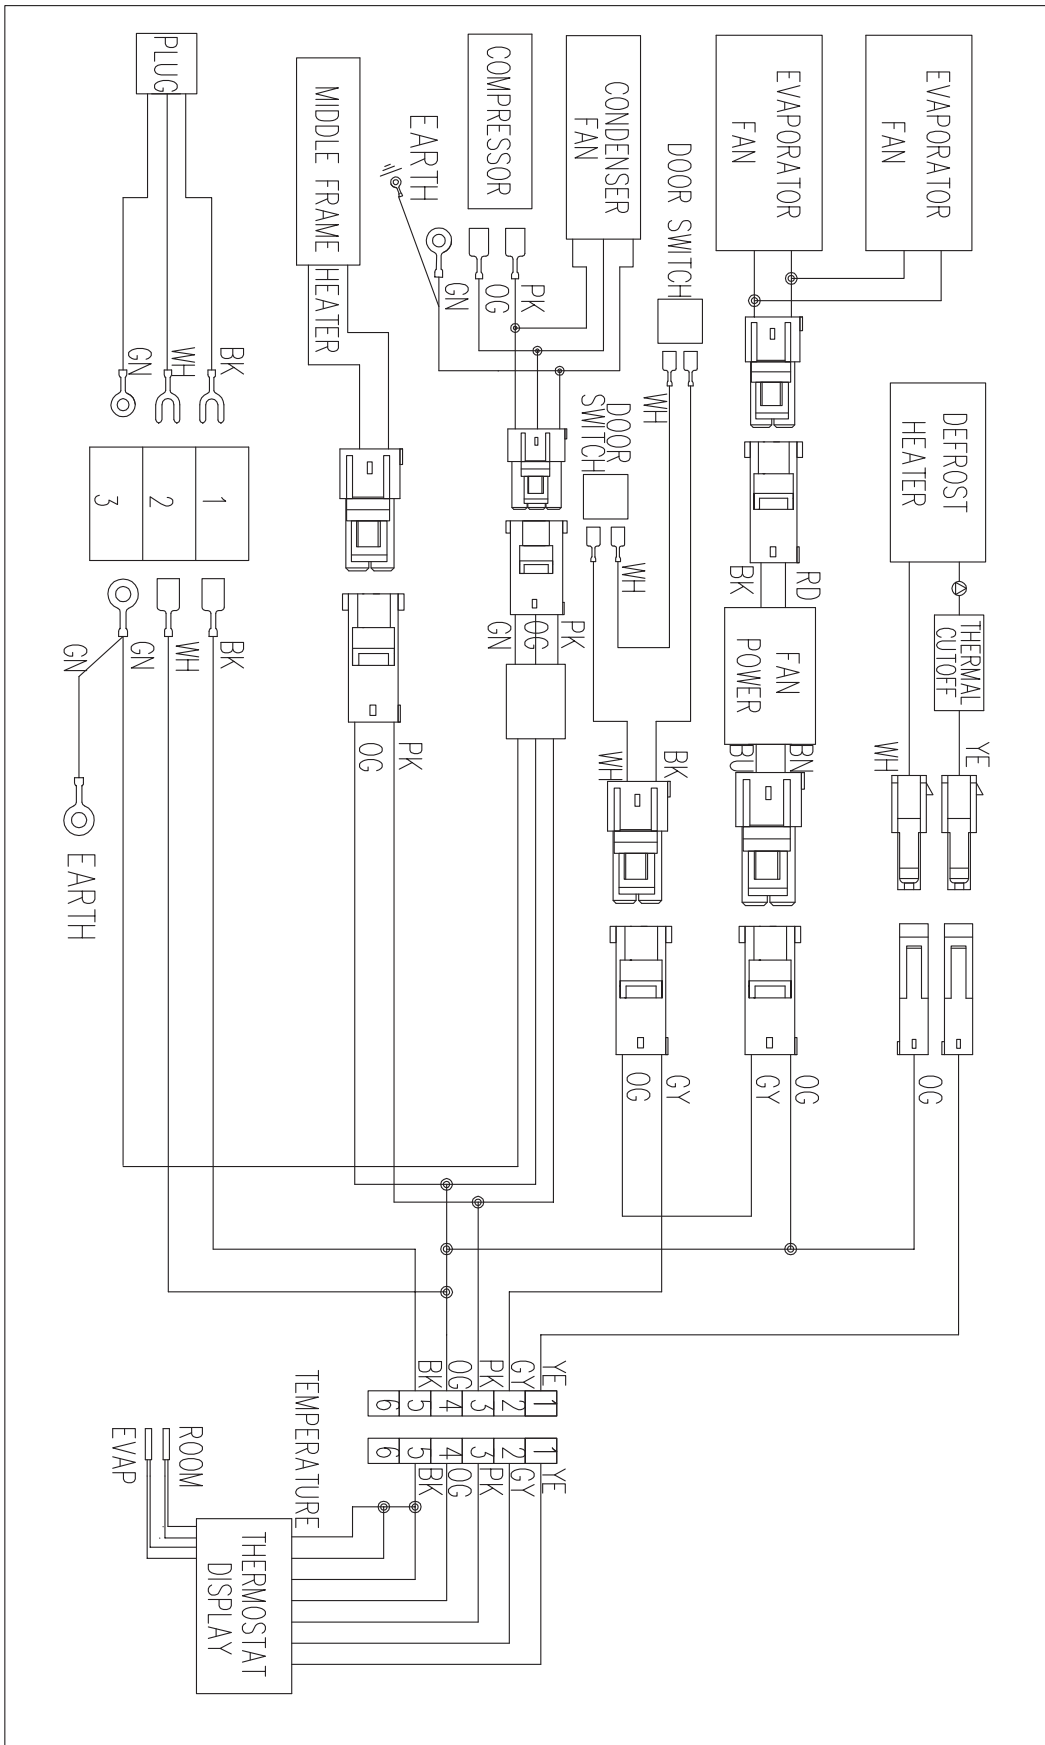 PLUG
MIDDLE FRAME HEATER
EARTH
COMPRESSOR
CONDENSER
FAN
DOOR SWITCH
EVAPORATOR
FAN
EVAPORATOR
FAN
GN
WH
BK
GN
OG
PK
WH
DOOR
SWITCH
WH
DEFROST
HEATER
3
2
1
GN
GN
WH
BK
EARTH
GN
OG
PK
BK
RD
FAN
POWER
THERMAL
CUTOFF
OG
PK
WH
BK
BU
BN
WH
YE
OG
GY
GY
OG
OG
BK
OG
PK
GY
YE
6
5
4
3
2
1
6
5
4
3
2
1
BK
OG
PK
GY
YE
TEMPERATURE
ROOM
EVAP
THERMOSTAT
DISPLAY